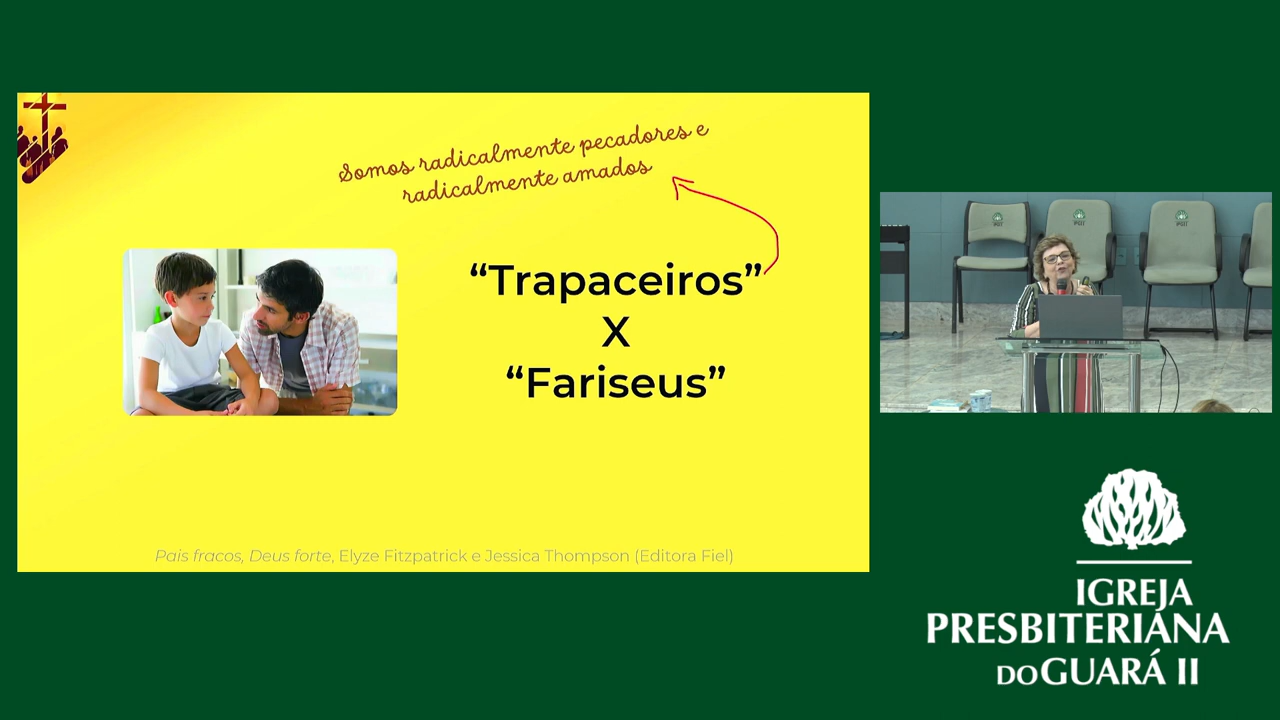 Somos radicalmente pecadores e
radicalmente amados
“Trapaceiros”
X
“Fariseus”
Pais fracos, Deus forte, Elyze Fitzpatrick e Jessica Thompson (Editora Fiel)
IGREJA
PRESBITERIANA
DO GUARÁ II